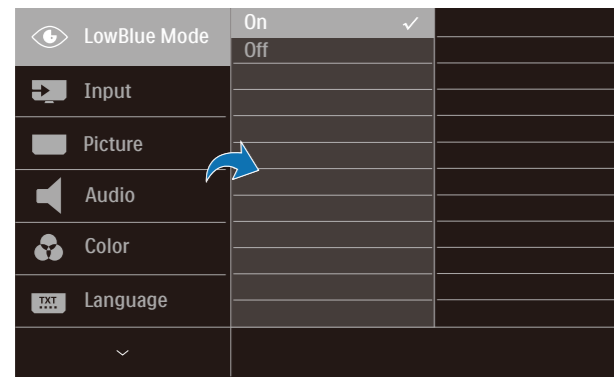 LowBlue Mode
On
Off
Input
Picture
Audio
Color
TXT
Language